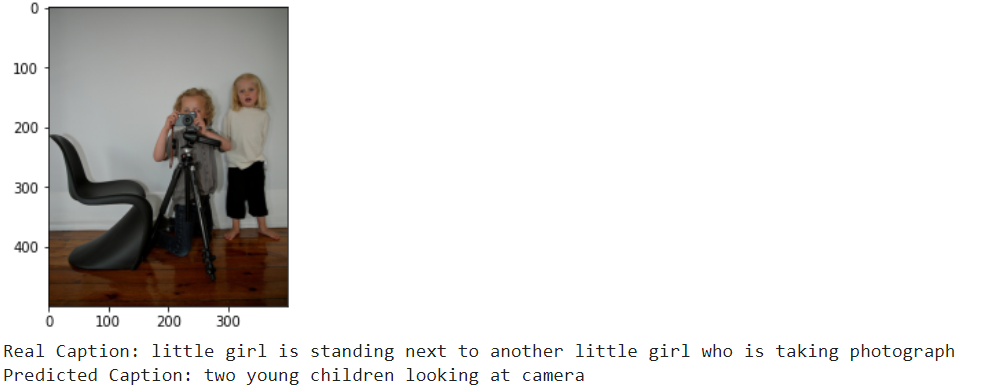 0
100
200
300
400
0 100 200 300
Real Caption: little girl is standing next to another little girl who is taking photograph
Predicted Caption: two young children looking at camera